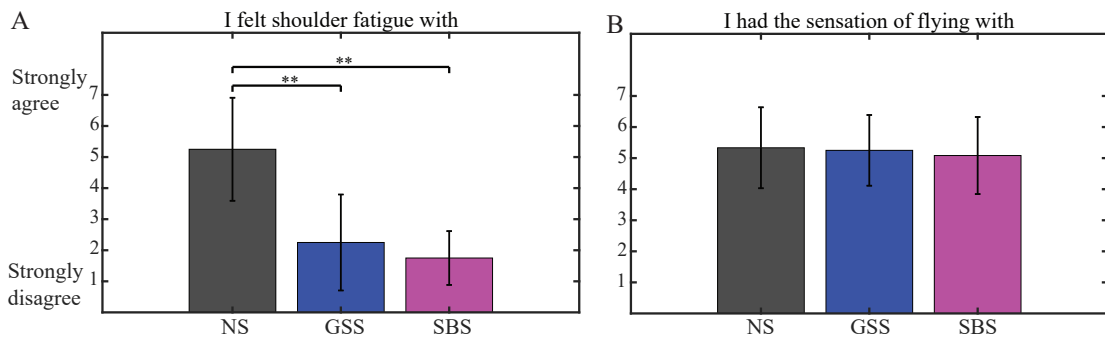 A
I felt shoulder fatigue with
Strongly
agree
**
**
7
6
5
4
3
2
1
Strongly
disagree
NS GSS SBS
B
I had the sensation of flying with
7
6
5
4
3
2
1
NS GSS SBS